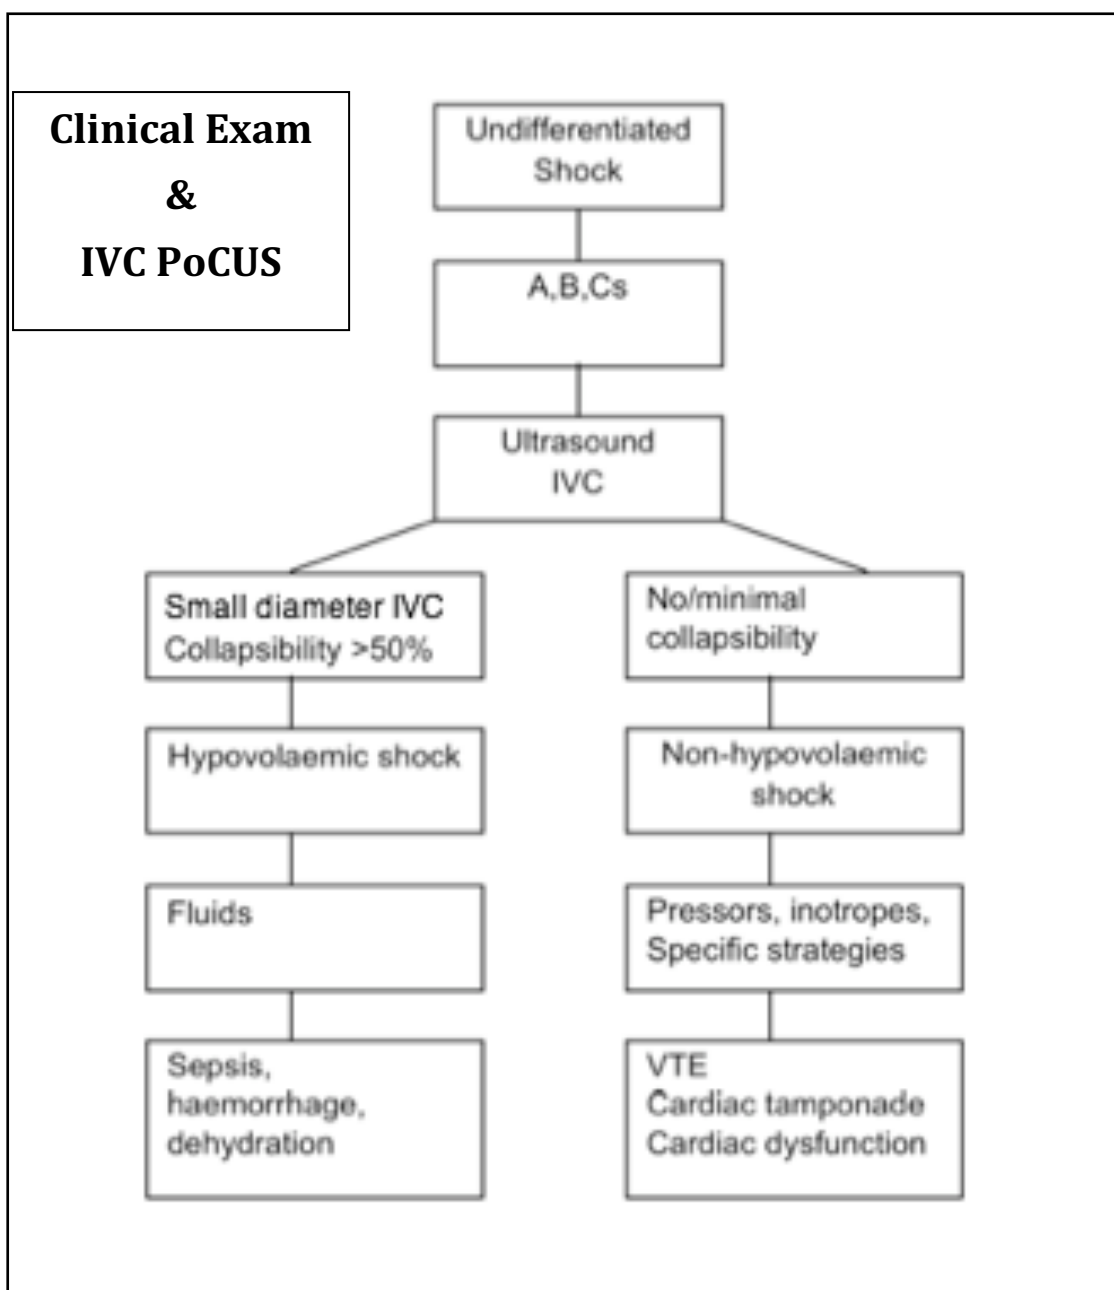 Clinical Exam
&
IVC PoCUS
Undifferentiated
Shock
A,B,Cs
Ultrasound
IVC
Small diameter IVC
Collapsibility >50%
No/minimal
collapsibility
Hypovolaemic shock
Non-hypovolaemic
shock
Fluids
Pressors, inotropes,
Specific strategies
Sepsis,
haemorrhage,
dehydration
VTE
Cardiac tamponade
Cardiac dysfunction